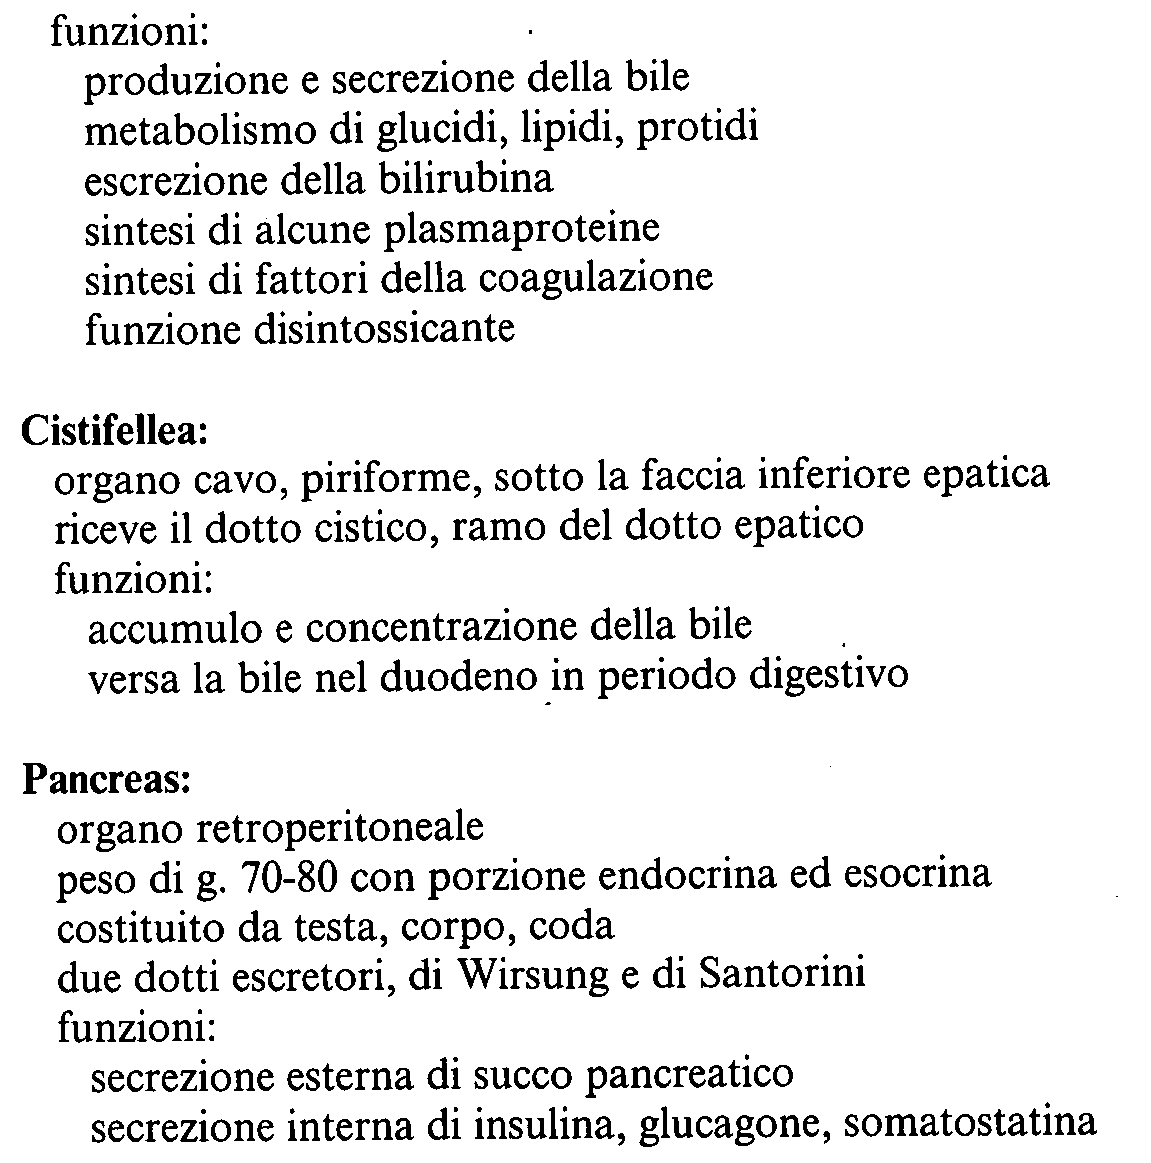 funzioni:
produzione e secrezione della bile
metabolismo di glucidi, lipidi, protidi
escrezione della bilirubina
sintesi di alcune plasmaproteine
sintesi di fattori della coagulazione
funzione disintossicante
Cistifellea:
organo cavo, piriforme, sotto la faccia inferiore epatica
riceve il dotto cistico, ramo del dotto epatico
funzioni:
accumulo e concentrazione della bile
versa la bile nel duodeno in periodo digestivo
Pancreas:
organo retroperitoneale
peso di g. 70-80 con porzione endocrina ed esocrina
costituito da testa, corpo, coda
due dotti escretori, di Wirsung e di Santorini
funzioni:
secrezione esterna di succo pancreatico
secrezione interna di insulina, glucagone, somatostatina